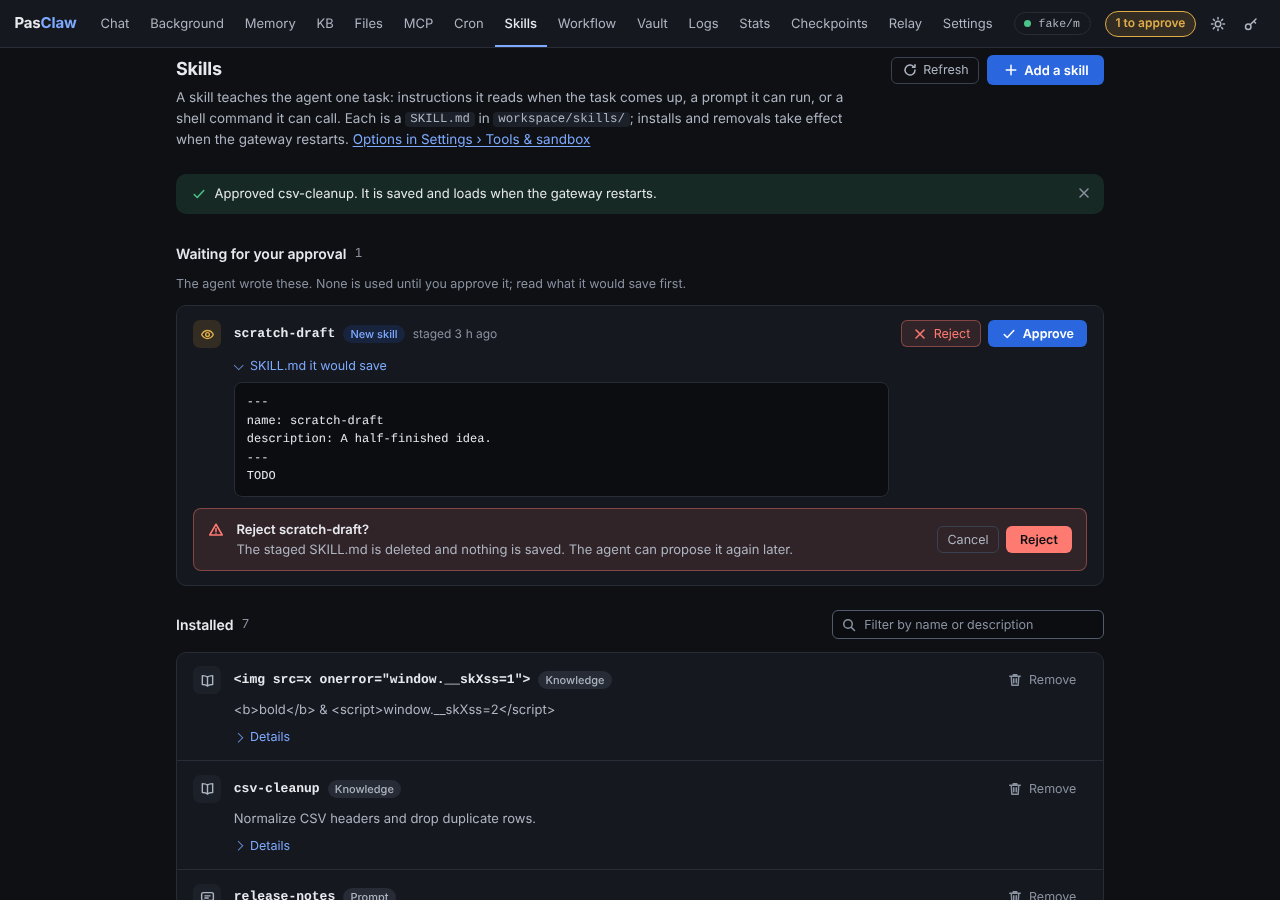 PasClaw Chat Background Memory KB Files MCP Cron Skills Workflow Vault Logs Stats Checkpoints Relay Settings fake/m 1 to approve
Skills
Refresh
Add a skill
A skill teaches the agent one task: instructions it reads when the task comes up, a prompt it can run, or a
shell command it can call. Each is a SKILL.md in workspace/skills/; installs and removals take effect
when the gateway restarts. Options in Settings › Tools & sandbox
Approved csv-cleanup. It is saved and loads when the gateway restarts.
Waiting for your approval 1
The agent wrote these. None is used until you approve it; read what it would save first.
scratch-draft New skill staged 3 h ago
Reject
Approve
SKILL.md it would save
---
name: scratch-draft
description: A half-finished idea.
---
TODO
Reject scratch-draft?
The staged SKILL.md is deleted and nothing is saved. The agent can propose it again later.
Cancel
Reject
Installed 7
Filter by name or description
<img src=x onerror="window.__skXss=1"> Knowledge
Remove
<b>bold</b> & <script>window.__skXss=2</script>
Details
csv-cleanup Knowledge
Remove
Normalize CSV headers and drop duplicate rows.
Details
release-notes Prompt
Remove